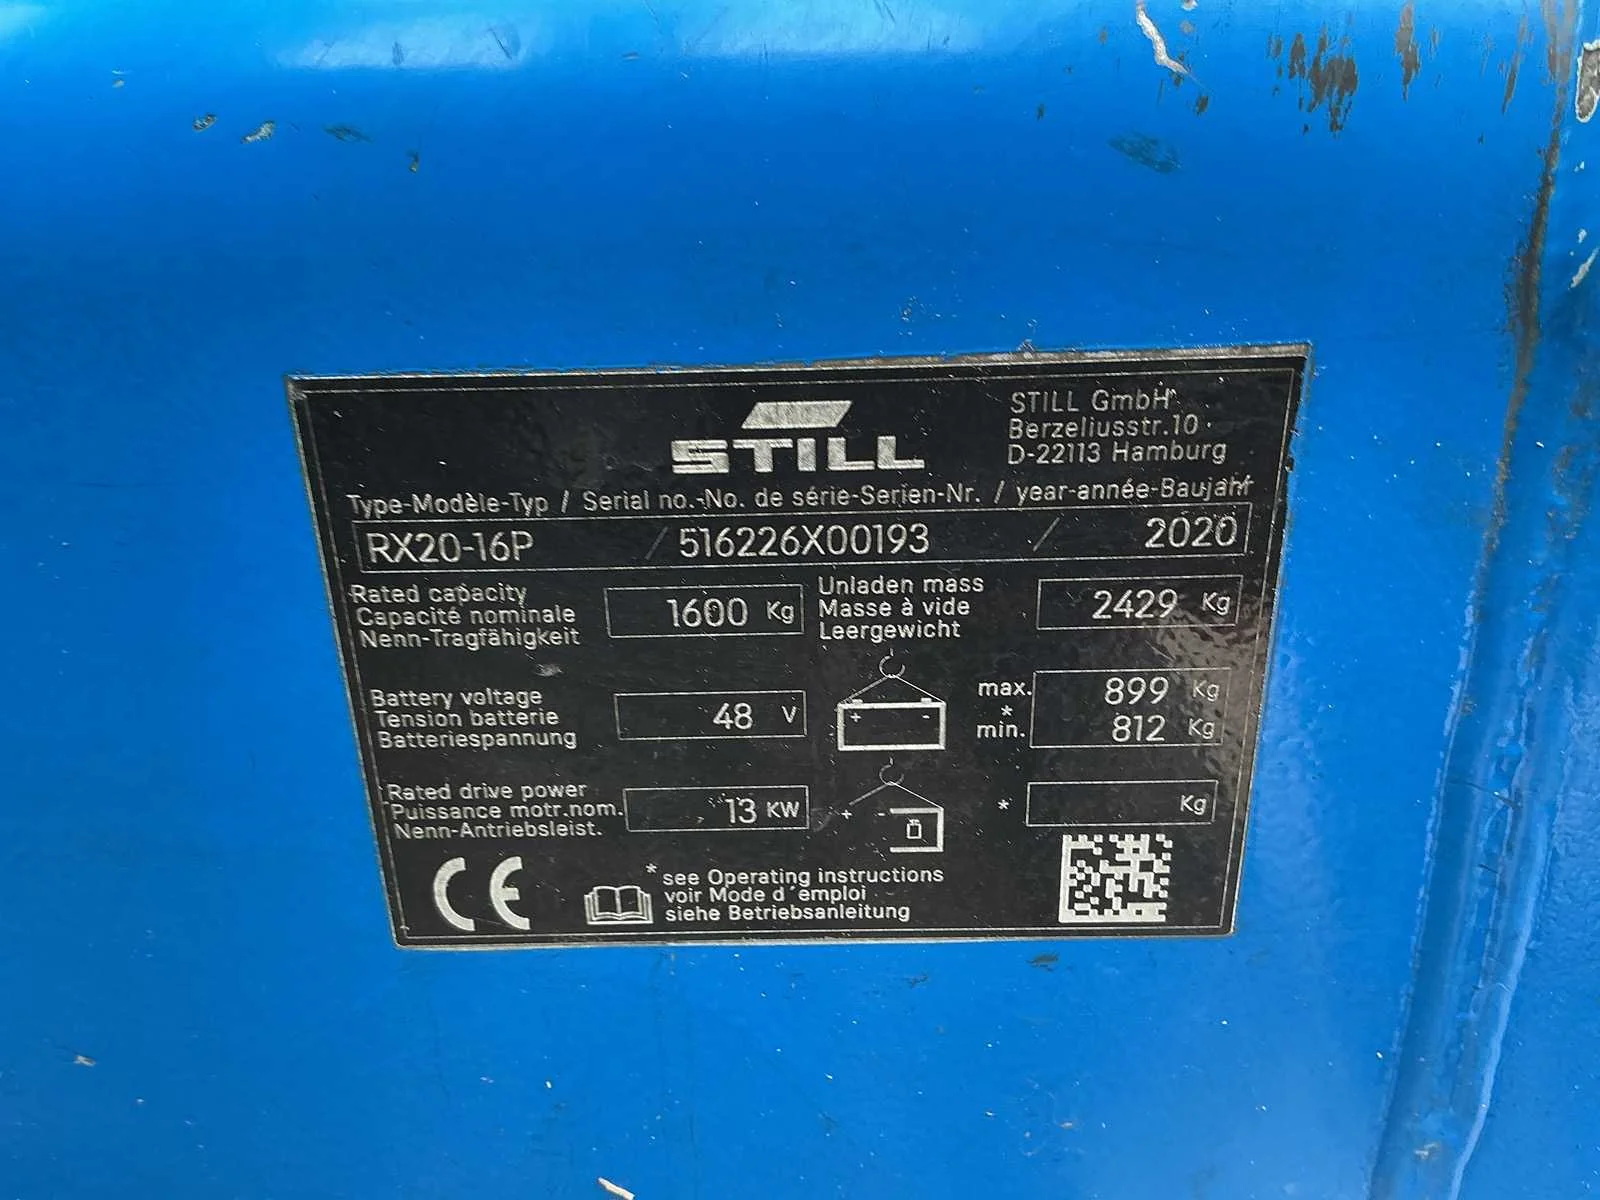 STILL
STILL GmbH
Berzeliusstr.10
D-22113 Hamburg
Type-Modèle-Typ / Serial no.-No. de série-Serien-Nr. / year-année-Baujahr
RX20-16P / 516226X00193 / 2020
Rated capacity
Capacité nominale
Nenn-Tragfähigkeit
1600 Kg
Unladen mass
Masse à vide
Leergewicht
2429 Kg
Battery voltage
Tension batterie
Batteriespannung
48 V
+ -
max. 899 Kg
*
min. 812 Kg
Rated drive power
Puissance motr.nom.
Nenn-Antriebsleist.
13 KW
+ -
* Kg
CE
* see Operating instructions
voir Mode d´emploi
siehe Betriebsanleitung